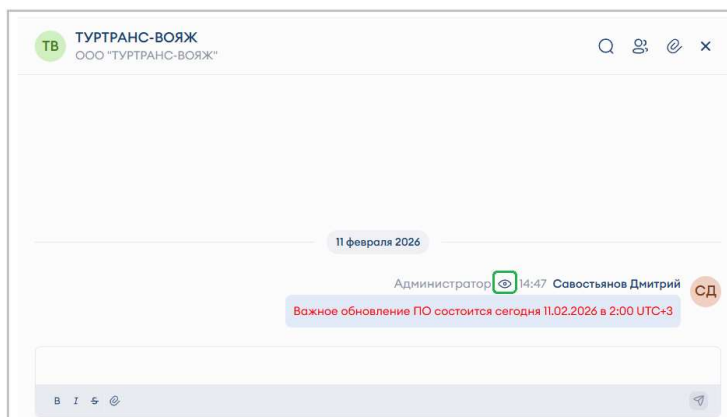 ТВ
ТУРТРАНС-ВОЯЖ
ООО "ТУРТРАНС-ВОЯЖ"
11 февраля 2026
Администратор 14:47 Савостьянов Дмитрий
СД
Важное обновление ПО состоится сегодня 11.02.2026 в 2:00 UTC+3
B I S